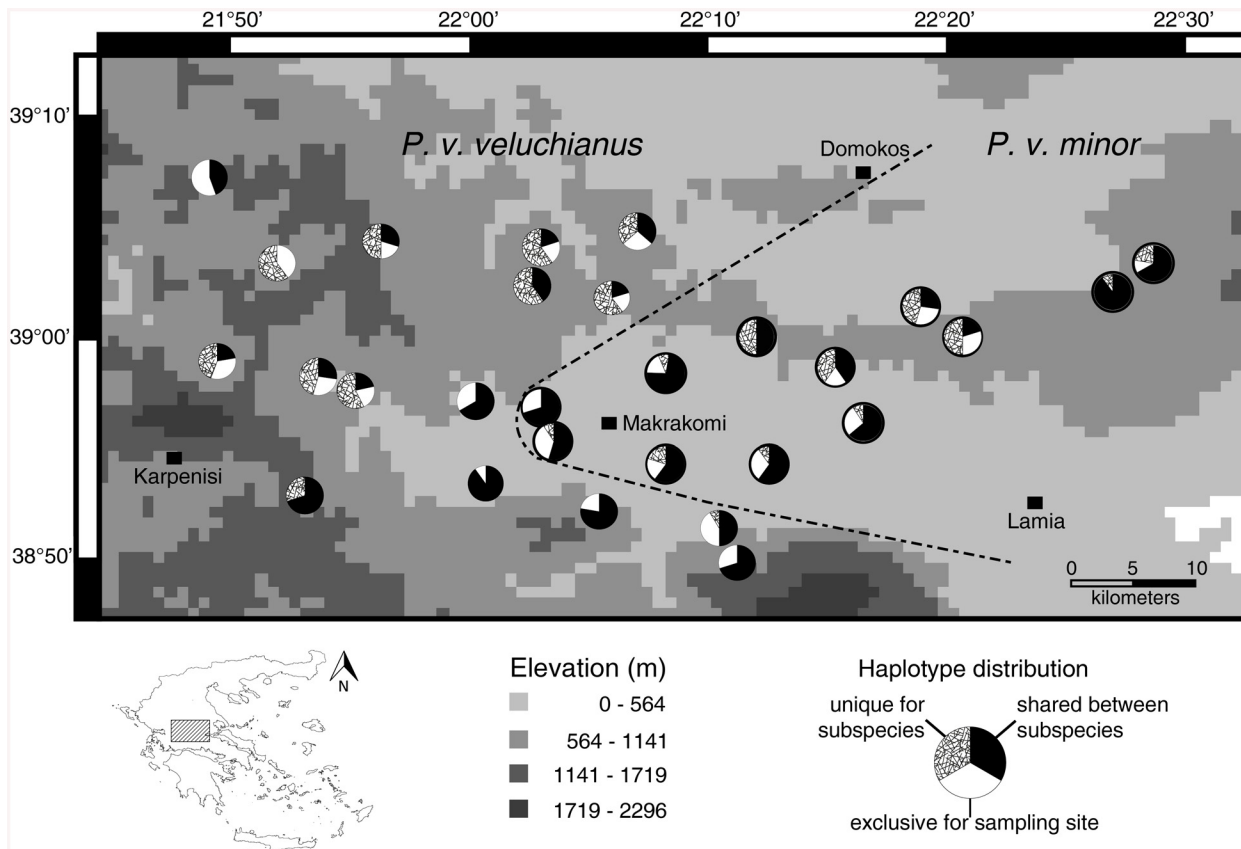 21°50’ 22°00’ 22°10’ 22°20’ 22°30’
39°10’
P. v. veluchianus
P. v. minor
Domokos
39°00’
Makrakomi
Karpenisi
Lamia
38°50’
0 5 10
kilometers
N
Elevation (m)
0 - 564
564 - 1141
1141 - 1719
1719 - 2296
Haplotype distribution
unique for
subspecies
shared between
subspecies
exclusive for sampling site